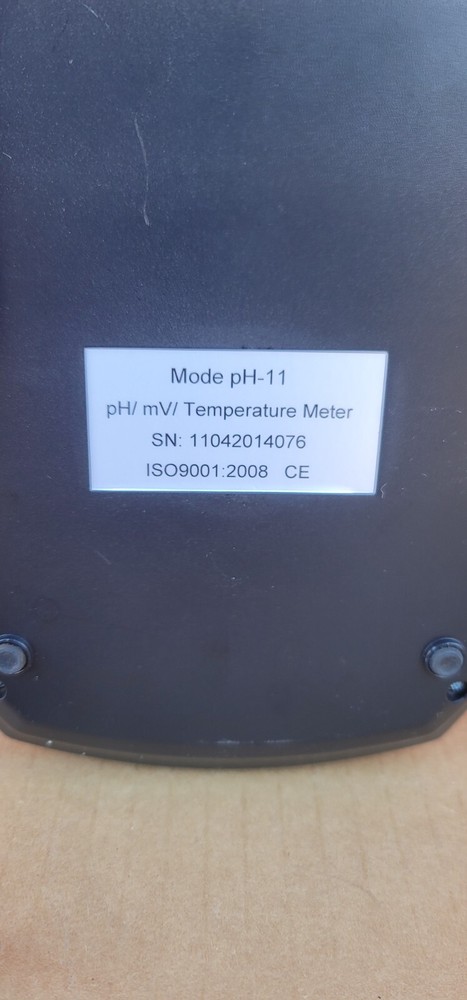 Mode pH-11
pH/ mV/ Temperature Meter
SN: 11042014076
ISO9001:2008 CE